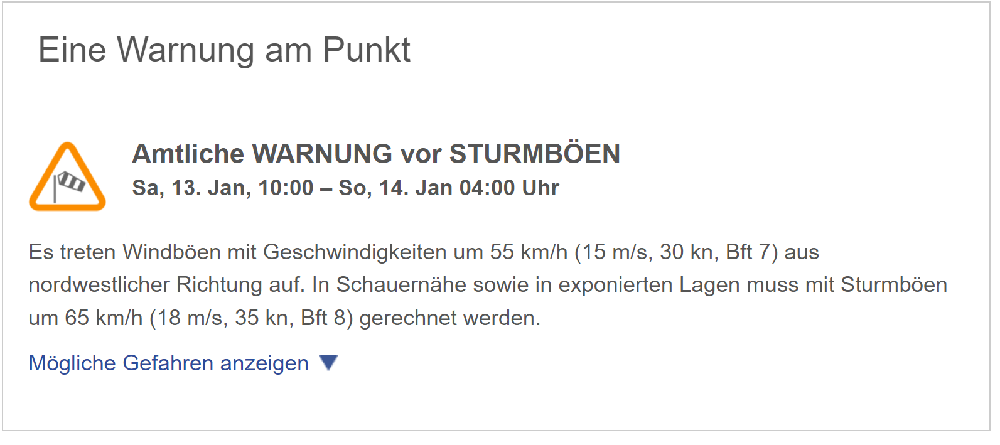 Eine Warnung am Punkt
Amtliche WARNUNG vor STURMBÖEN
Sa, 13. Jan, 10:00 – So, 14. Jan 04:00 Uhr
Es treten Windböen mit Geschwindigkeiten um 55 km/h (15 m/s, 30 kn, Bft 7) aus
nordwestlicher Richtung auf. In Schauernähe sowie in exponierten Lagen muss mit Sturmböen
um 65 km/h (18 m/s, 35 kn, Bft 8) gerechnet werden.
Mögliche Gefahren anzeigen